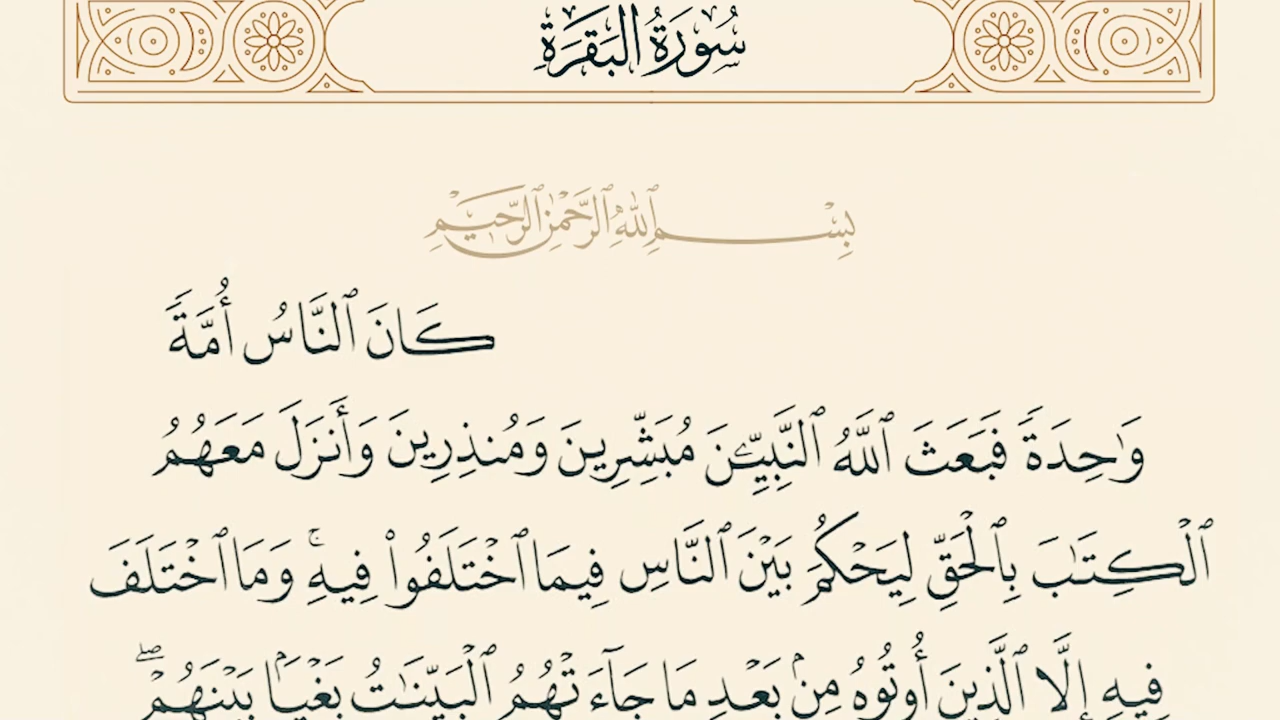 سُورَةُ البَقَرَةِ
بِسْمِ ٱللَّهِ ٱلرَّحْمَٰنِ ٱلرَّحِيمِ
كَانَ ٱلنَّاسُ أُمَّةً
وَٰحِدَةً فَبَعَثَ ٱللَّهُ ٱلنَّبِيِّـۧنَ مُبَشِّرِينَ وَمُنذِرِينَ وَأَنزَلَ مَعَهُمُ
ٱلْكِتَٰبَ بِٱلْحَقِّ لِيَحْكُمَ بَيْنَ ٱلنَّاسِ فِيمَا ٱخْتَلَفُوا۟ فِيهِ ۚ وَمَا ٱخْتَلَفَ
فِيهِ إِلَّا ٱلَّذِينَ أُوتُوهُ مِنۢ بَعْدِ مَا جَآءَتْهُمُ ٱلْبَيِّنَٰتُ بَغْيًۢا بَيْنَهُمْ ۖ